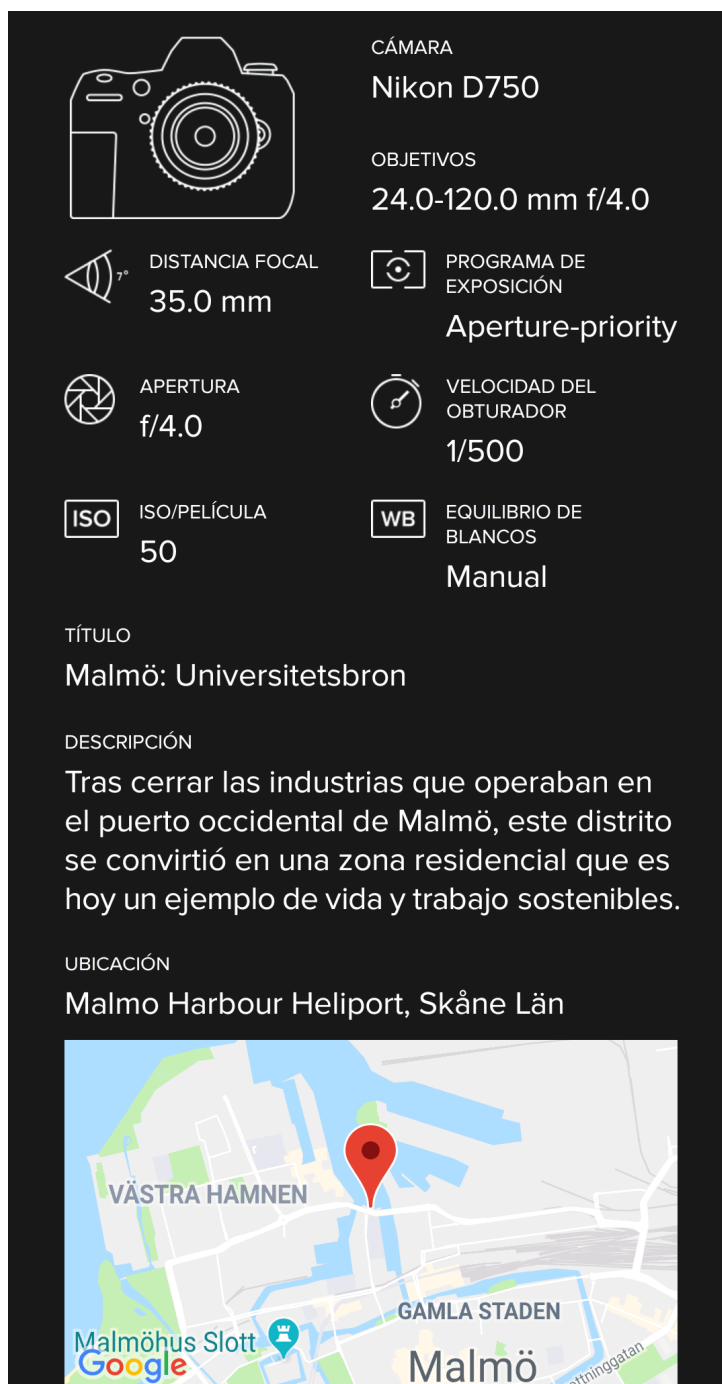 CÁMARA
Nikon D750
OBJETIVOS
24.0-120.0 mm f/4.0
7°
DISTANCIA FOCAL
35.0 mm
PROGRAMA DE
EXPOSICIÓN
Aperture-priority
APERTURA
f/4.0
VELOCIDAD DEL
OBTURADOR
1/500
ISO
ISO/PELÍCULA
50
WB
EQUILIBRIO DE
BLANCOS
Manual
TÍTULO
Malmö: Universitetsbron
DESCRIPCIÓN
Tras cerrar las industrias que operaban en
el puerto occidental de Malmö, este distrito
se convirtió en una zona residencial que es
hoy un ejemplo de vida y trabajo sostenibles.
UBICACIÓN
Malmo Harbour Heliport, Skåne Län
VÄSTRA HAMNEN
GAMLA STADEN
Malmöhus Slott
Google
Malmö